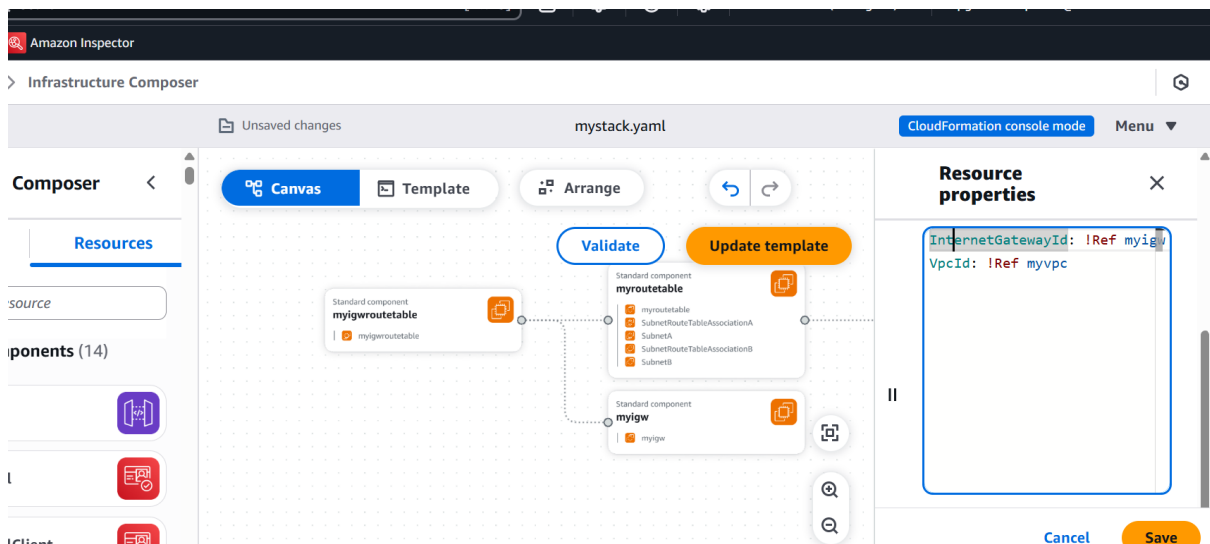 Amazon Inspector
Infrastructure Composer
Unsaved changes
mystack.yaml
CloudFormation console mode
Menu
Composer
Canvas
Template
Arrange
Resource properties
Resources
Validate
Update template
InternetGatewayId: !Ref myigw
VpcId: !Ref myvpc
Standard component
myigwroutetable
myigwroutetable
Standard component
myroutetable
myroutetable
SubnetRouteTableAssociationA
SubnetA
SubnetRouteTableAssociationB
SubnetB
(14)
Standard component
myigw
myigw
Cancel
Save